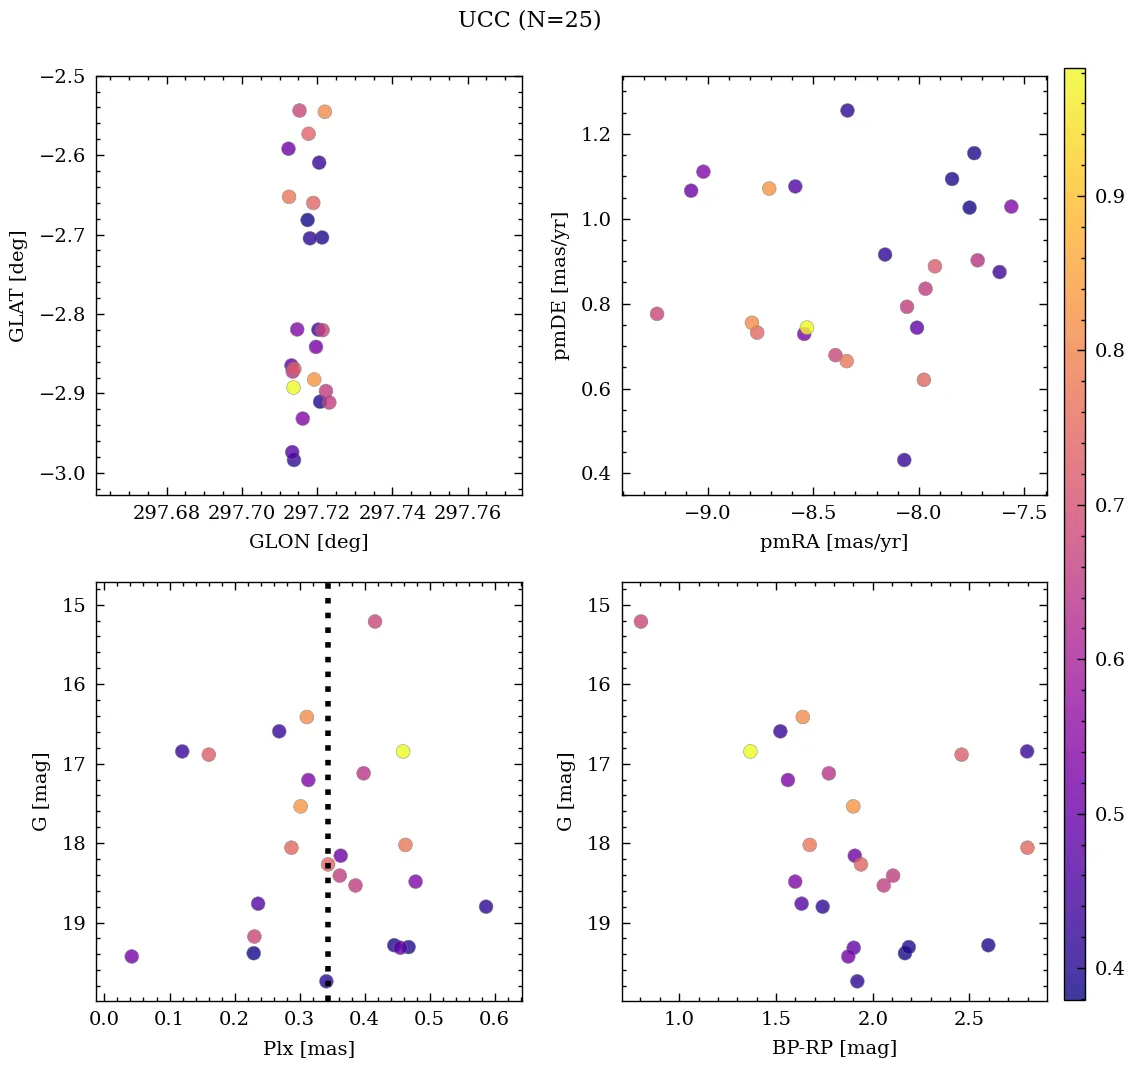 UCC (N=25)
−2.5
−2.6
−2.7
−2.8
−2.9
−3.0
GLAT [deg]
297.68 297.70 297.72 297.74 297.76
GLON [deg]
1.2
1.0
0.8
0.6
0.4
pmDE [mas/yr]
−9.0 −8.5 −8.0 −7.5
pmRA [mas/yr]
15
16
17
18
19
G [mag]
0.0 0.1 0.2 0.3 0.4 0.5 0.6
Plx [mas]
15
16
17
18
19
G [mag]
1.0 1.5 2.0 2.5
BP-RP [mag]
0.9
0.8
0.7
0.6
0.5
0.4